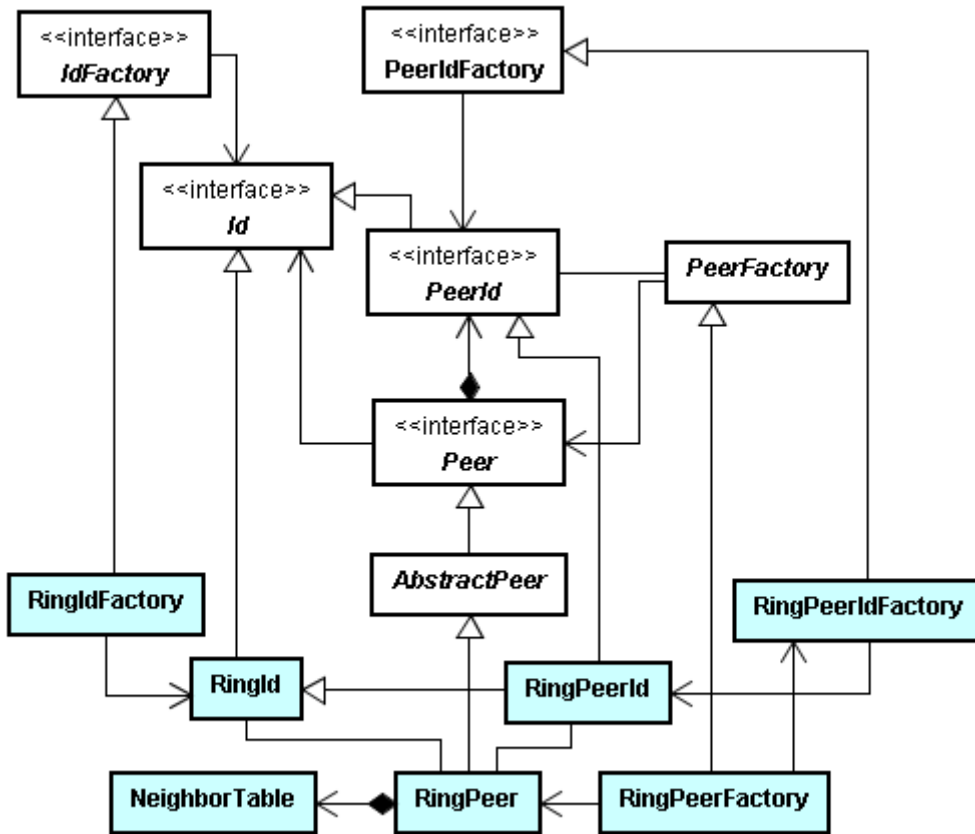 <<interface>>
IdFactory
<<interface>>
PeerIdFactory
<<interface>>
Id
<<interface>>
PeerId
PeerFactory
<<interface>>
Peer
AbstractPeer
RingIdFactory
RingPeerIdFactory
RingId
RingPeerId
NeighborTable
RingPeer
RingPeerFactory